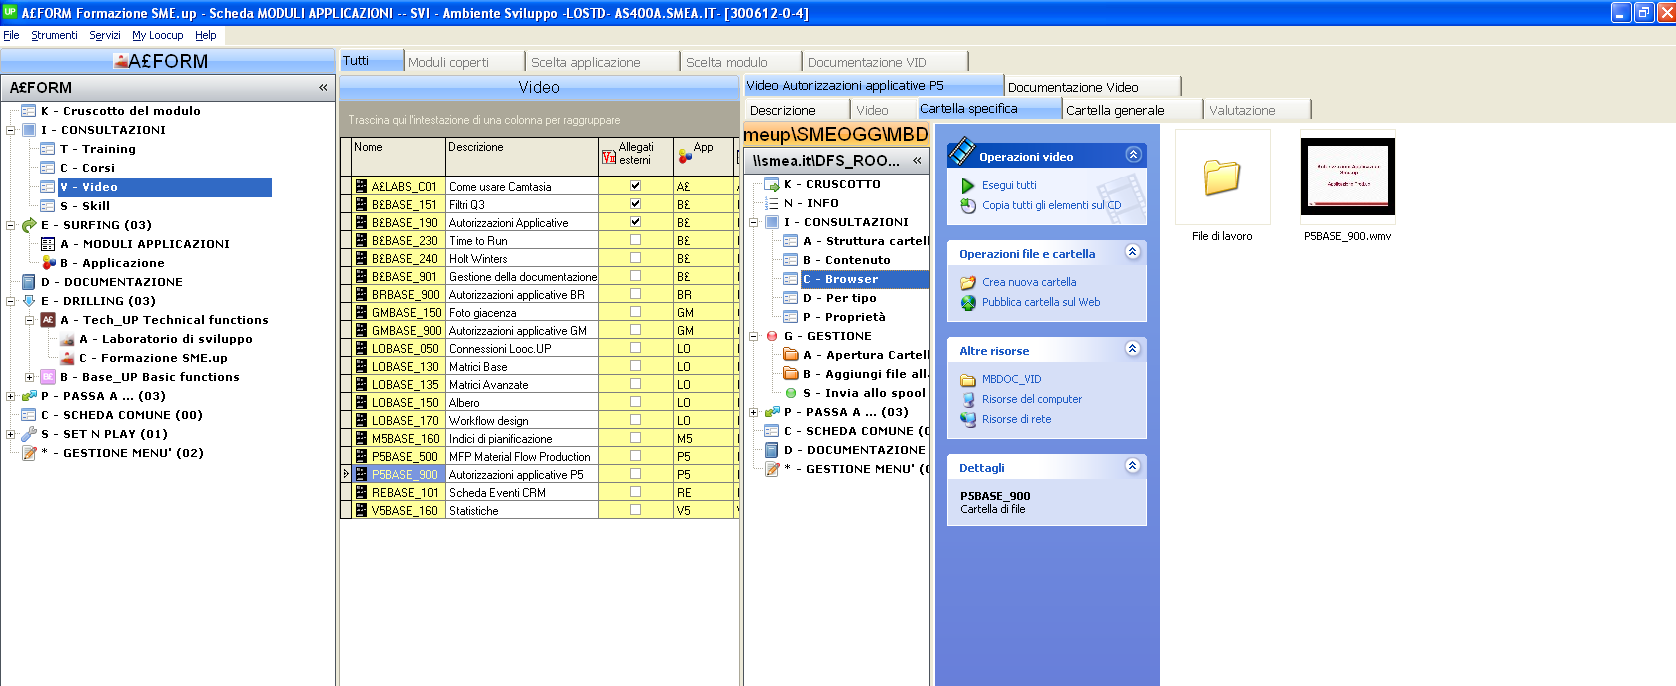 A£FORM Formazione SME.up - Scheda MODULI APPLICAZIONI -- SVI - Ambiente Sviluppo -LOSTD- AS400A.SMEA.IT- [300612-0-4]
File Strumenti Servizi My Loocup Help
A£FORM
A£FORM «
K - Cruscotto del modulo
I - CONSULTAZIONI
T - Training
C - Corsi
V - Video
S - Skill
E - SURFING (03)
A - MODULI APPLICAZIONI
B - Applicazione
D - DOCUMENTAZIONE
E - DRILLING (03)
A - Tech_UP Technical functions
A - Laboratorio di sviluppo
C - Formazione SME.up
B - Base_UP Basic functions
P - PASSA A ... (03)
C - SCHEDA COMUNE (00)
S - SET N PLAY (01)
* - GESTIONE MENU' (02)
Tutti Moduli coperti Scelta applicazione Scelta modulo Documentazione VID
Video
Trascina qui l'intestazione di una colonna per raggruppare
Nome Descrizione Allegati esterni App
A£LABS_C01 Come usare Camtasia A£
B£BASE_151 Filtri Q3 B£
B£BASE_190 Autorizzazioni Applicative B£
B£BASE_230 Time to Run B£
B£BASE_240 Holt Winters B£
B£BASE_901 Gestione della documentazione B£
BRBASE_900 Autorizzazioni applicative BR BR
GMBASE_150 Foto giacenza GM
GMBASE_900 Autorizzazioni applicative GM GM
LOBASE_050 Connessioni Looc.UP LO
LOBASE_130 Matrici Base LO
LOBASE_135 Matrici Avanzate LO
LOBASE_150 Albero LO
LOBASE_170 Workflow design LO
M5BASE_160 Indici di pianificazione M5
P5BASE_500 MFP Material Flow Production P5
P5BASE_900 Autorizzazioni applicative P5 P5
REBASE_101 Scheda Eventi CRM RE
V5BASE_160 Statistiche V5
Video Autorizzazioni applicative P5 Documentazione Video
Descrizione Video Cartella specifica Cartella generale Valutazione
meup\SMEOGG\MBD
\\smea.it\DFS_ROO... «
K - CRUSCOTTO
N - INFO
I - CONSULTAZIONI
A - Struttura cartell
B - Contenuto
C - Browser
D - Per tipo
P - Proprietà
G - GESTIONE
A - Apertura Cartell
B - Aggiungi file alla
S - Invia allo spool
P - PASSA A ... (03)
C - SCHEDA COMUNE (0
D - DOCUMENTAZIONE
* - GESTIONE MENU' (0
Operazioni video
Esegui tutti
Copia tutti gli elementi sul CD
Operazioni file e cartella
Crea nuova cartella
Pubblica cartella sul Web
Altre risorse
MBDOC_VID
Risorse del computer
Risorse di rete
Dettagli
P5BASE_900
Cartella di file
File di lavoro
P5BASE_900.wmv